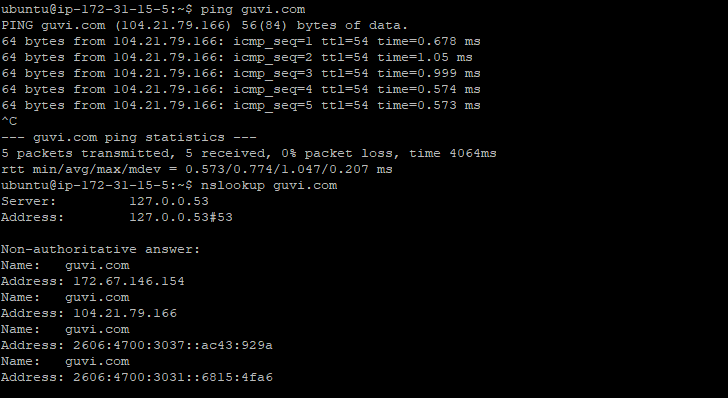 ubuntu@ip-172-31-15-5:~$ ping guvi.com
PING guvi.com (104.21.79.166) 56(84) bytes of data.
64 bytes from 104.21.79.166: icmp_seq=1 ttl=54 time=0.678 ms
64 bytes from 104.21.79.166: icmp_seq=2 ttl=54 time=1.05 ms
64 bytes from 104.21.79.166: icmp_seq=3 ttl=54 time=0.999 ms
64 bytes from 104.21.79.166: icmp_seq=4 ttl=54 time=0.574 ms
64 bytes from 104.21.79.166: icmp_seq=5 ttl=54 time=0.573 ms
^C
--- guvi.com ping statistics ---
5 packets transmitted, 5 received, 0% packet loss, time 4064ms
rtt min/avg/max/mdev = 0.573/0.774/1.047/0.207 ms
ubuntu@ip-172-31-15-5:~$ nslookup guvi.com
Server:         127.0.0.53
Address:        127.0.0.53#53

Non-authoritative answer:
Name:   guvi.com
Address: 172.67.146.154
Name:   guvi.com
Address: 104.21.79.166
Name:   guvi.com
Address: 2606:4700:3037::ac43:929a
Name:   guvi.com
Address: 2606:4700:3031::6815:4fa6